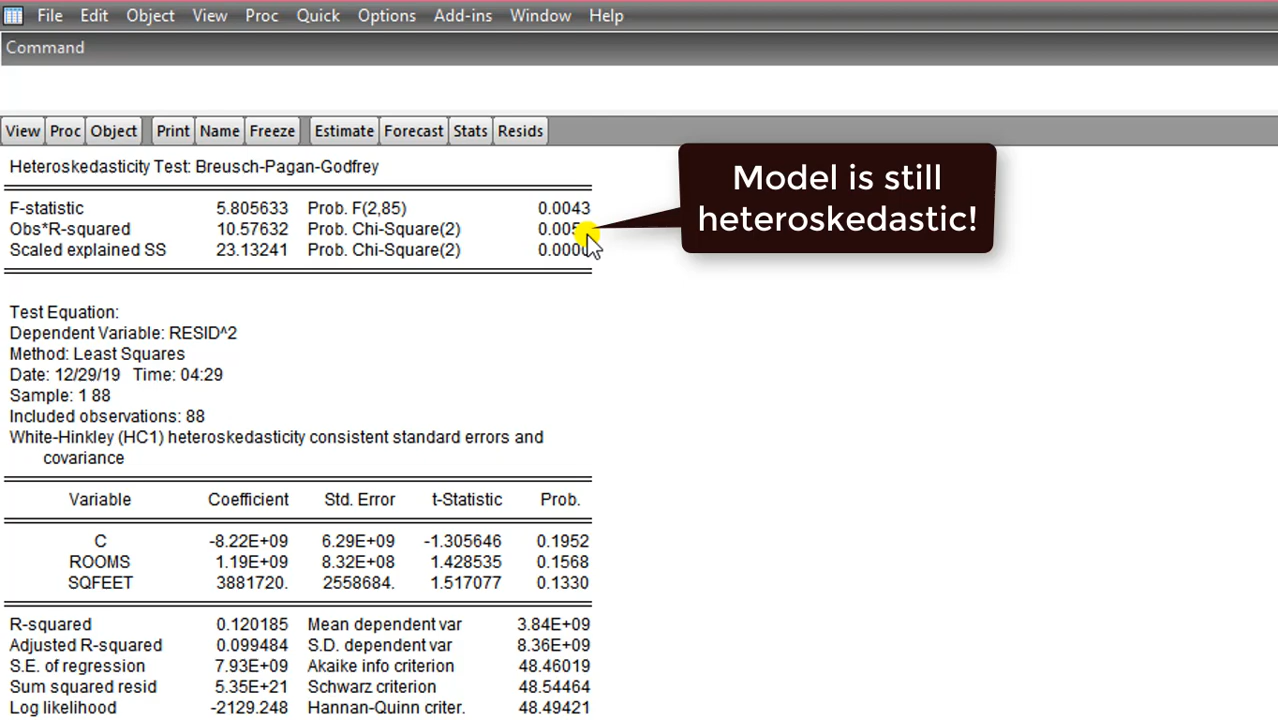 File Edit Object View Proc Quick Options Add-ins Window Help
Command
View Proc Object Print Name Freeze Estimate Forecast Stats Resids
Heteroskedasticity Test: Breusch-Pagan-Godfrey
Model is still
heteroskedastic!
F-statistic 5.805633 Prob. F(2,85) 0.0043
Obs*R-squared 10.57632 Prob. Chi-Square(2)
Scaled explained SS 23.13241 Prob. Chi-Square(2)
Test Equation:
Dependent Variable: RESID^2
Method: Least Squares
Date: 12/29/19 Time: 04:29
Sample: 1 88
Included observations: 88
White-Hinkley (HC1) heteroskedasticity consistent standard errors and
covariance
Variable Coefficient Std. Error t-Statistic Prob.
C -8.22E+09 6.29E+09 -1.305646 0.1952
ROOMS 1.19E+09 8.32E+08 1.428535 0.1568
SQFEET 3881720. 2558684. 1.517077 0.1330
R-squared 0.120185 Mean dependent var 3.84E+09
Adjusted R-squared 0.099484 S.D. dependent var 8.36E+09
S.E. of regression 7.93E+09 Akaike info criterion 48.46019
Sum squared resid 5.35E+21 Schwarz criterion 48.54464
Log likelihood -2129.248 Hannan-Quinn criter. 48.49421